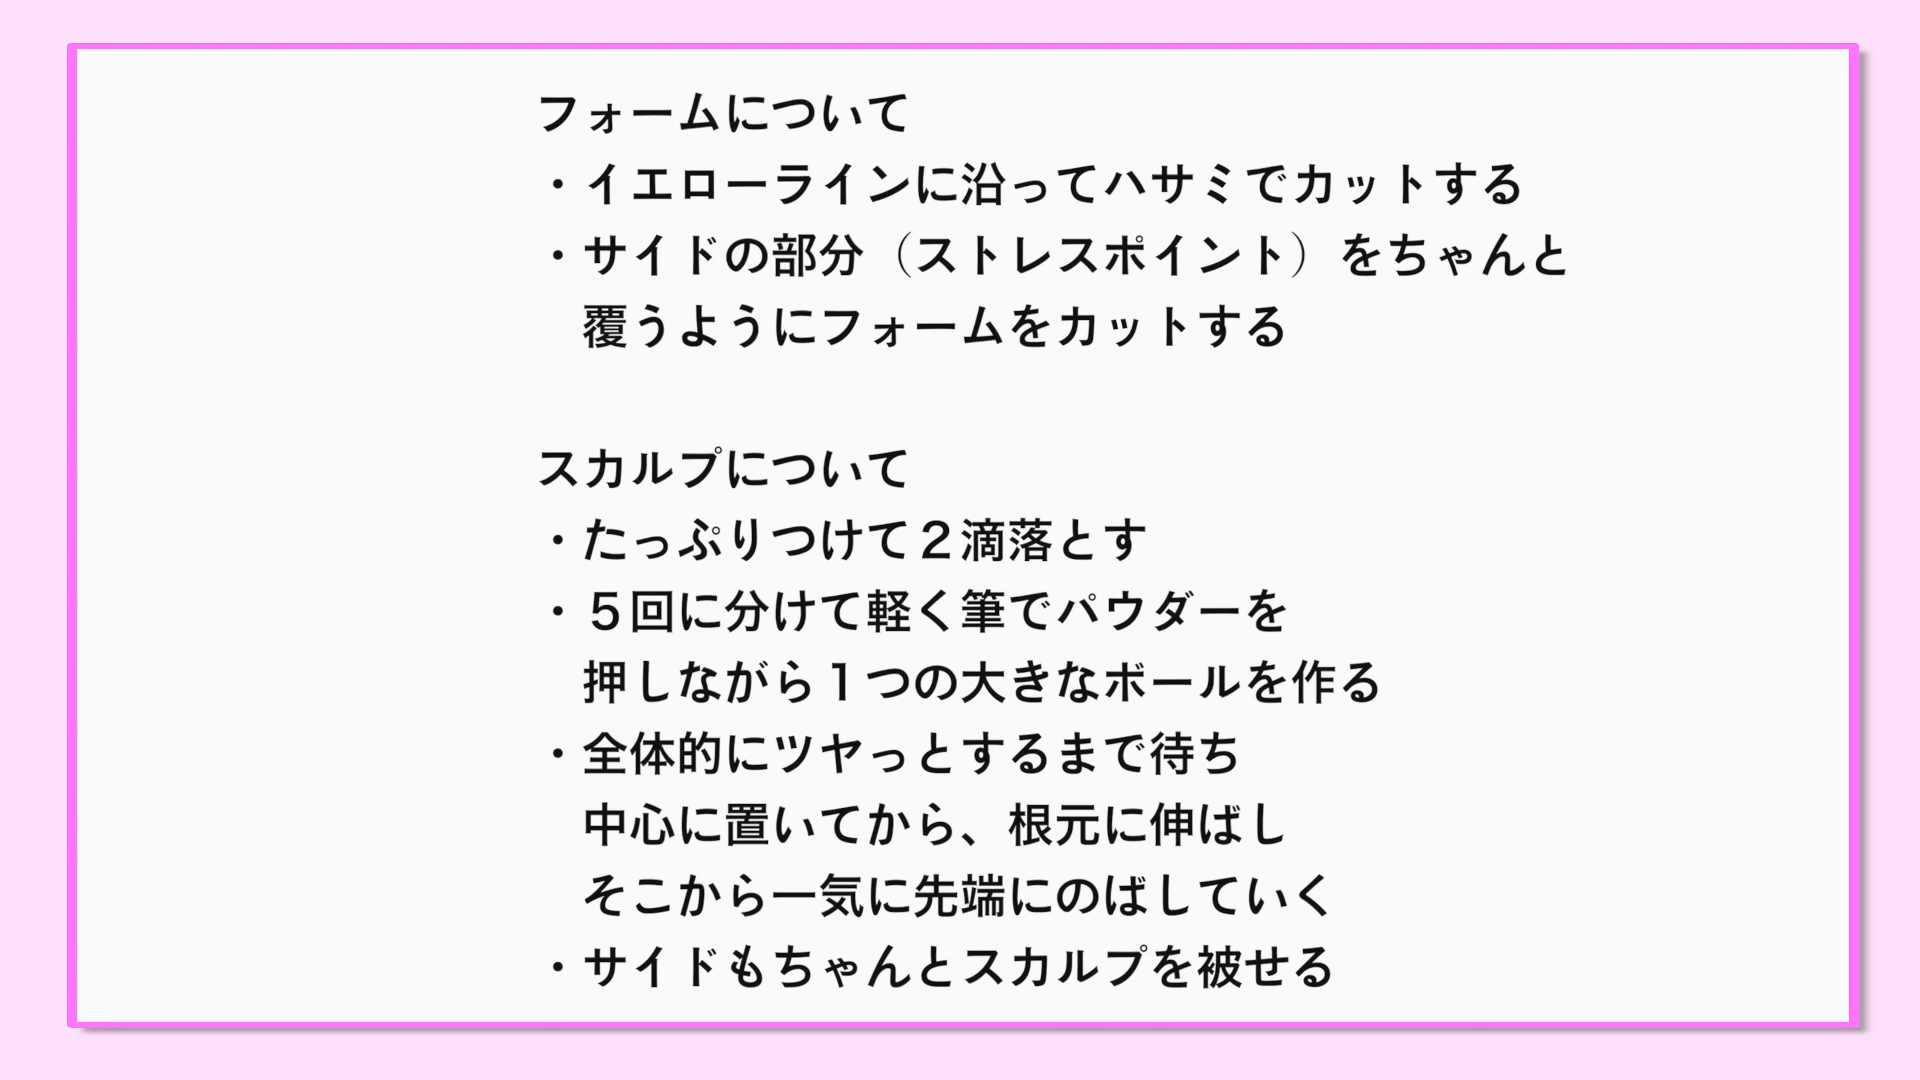 フォームについて
・イエローラインに沿ってハサミでカットする
・サイドの部分（ストレスポイント）をちゃんと
覆うようにフォームをカットする
スカルプについて
・たっぷりつけて２滴落とす
・５回に分けて軽く筆でパウダーを
押しながら１つの大きなボールを作る
・全体的にツヤっとするまで待ち
中心に置いてから、根元に伸ばし
そこから一気に先端にのばしていく
・サイドもちゃんとスカルプを被せる